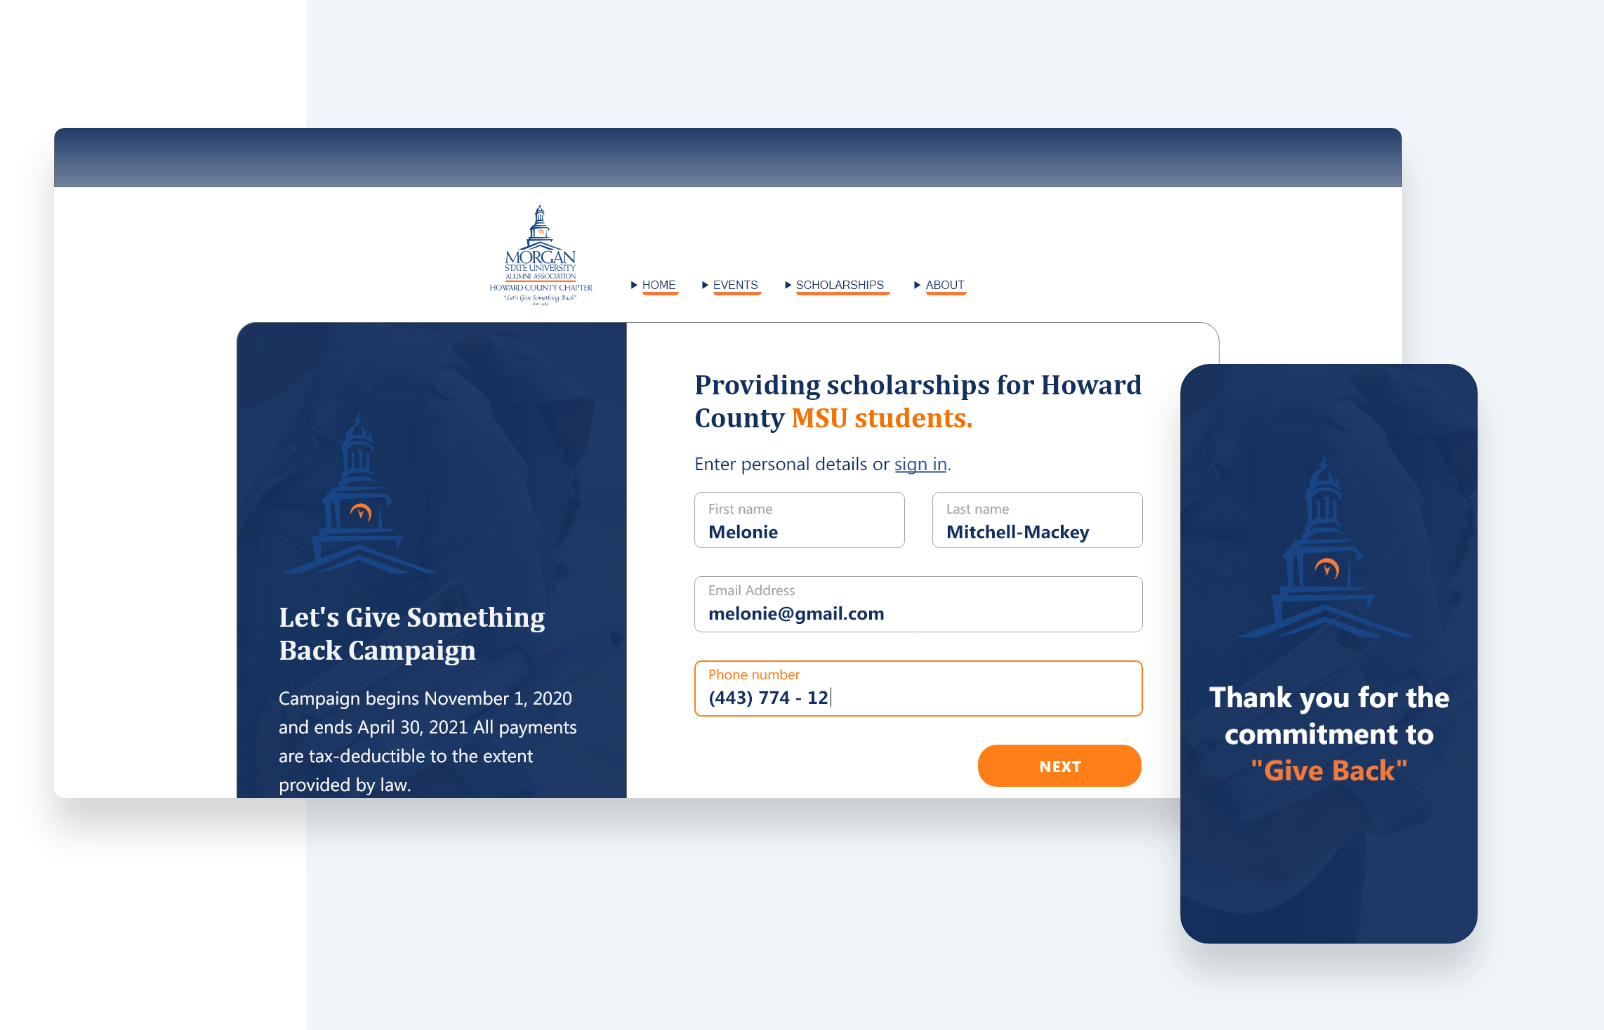 MORGAN
STATE UNIVERSITY
ALUMNI ASSOCIATION
HOWARD COUNTY CHAPTER
"Let's Give Something Back"
HOME
EVENTS
SCHOLARSHIPS
ABOUT
Let's Give Something
Back Campaign
Campaign begins November 1, 2020
and ends April 30, 2021 All payments
are tax-deductible to the extent
provided by law.
Providing scholarships for Howard
County MSU students.
Enter personal details or sign in.
First name
Melonie
Last name
Mitchell-Mackey
Email Address
melonie@gmail.com
Phone number
(443) 774 - 12
NEXT
Thank you for the
commitment to
"Give Back"